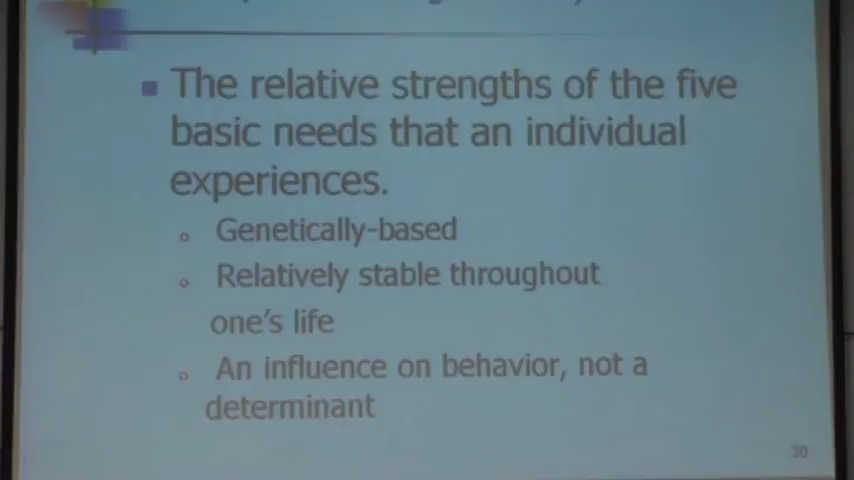 The relative strengths of the five
basic needs that an individual
experiences.
Genetically-based
Relatively stable throughout
one's life
An influence on behavior, not a
determinant